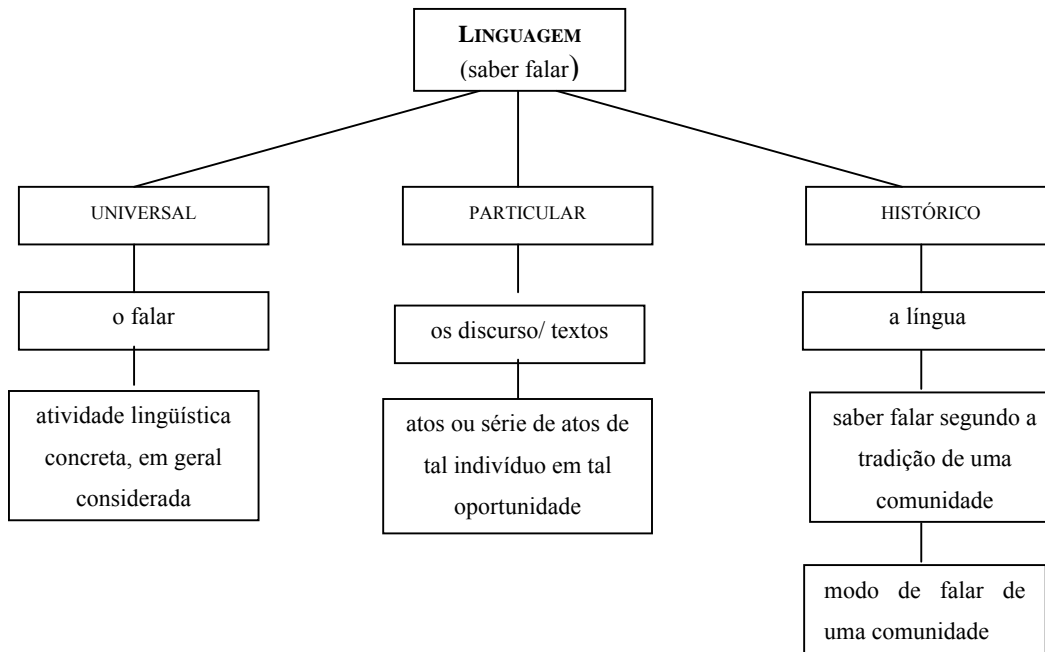 LINGUAGEM
(saber falar)
UNIVERSAL
PARTICULAR
HISTÓRICO
o falar
os discurso/ textos
a língua
atividade lingüística
concreta, em geral
considerada
atos ou série de atos de
tal indivíduo em tal
oportunidade
saber falar segundo a
tradição de uma
comunidade
modo de falar de
uma comunidade